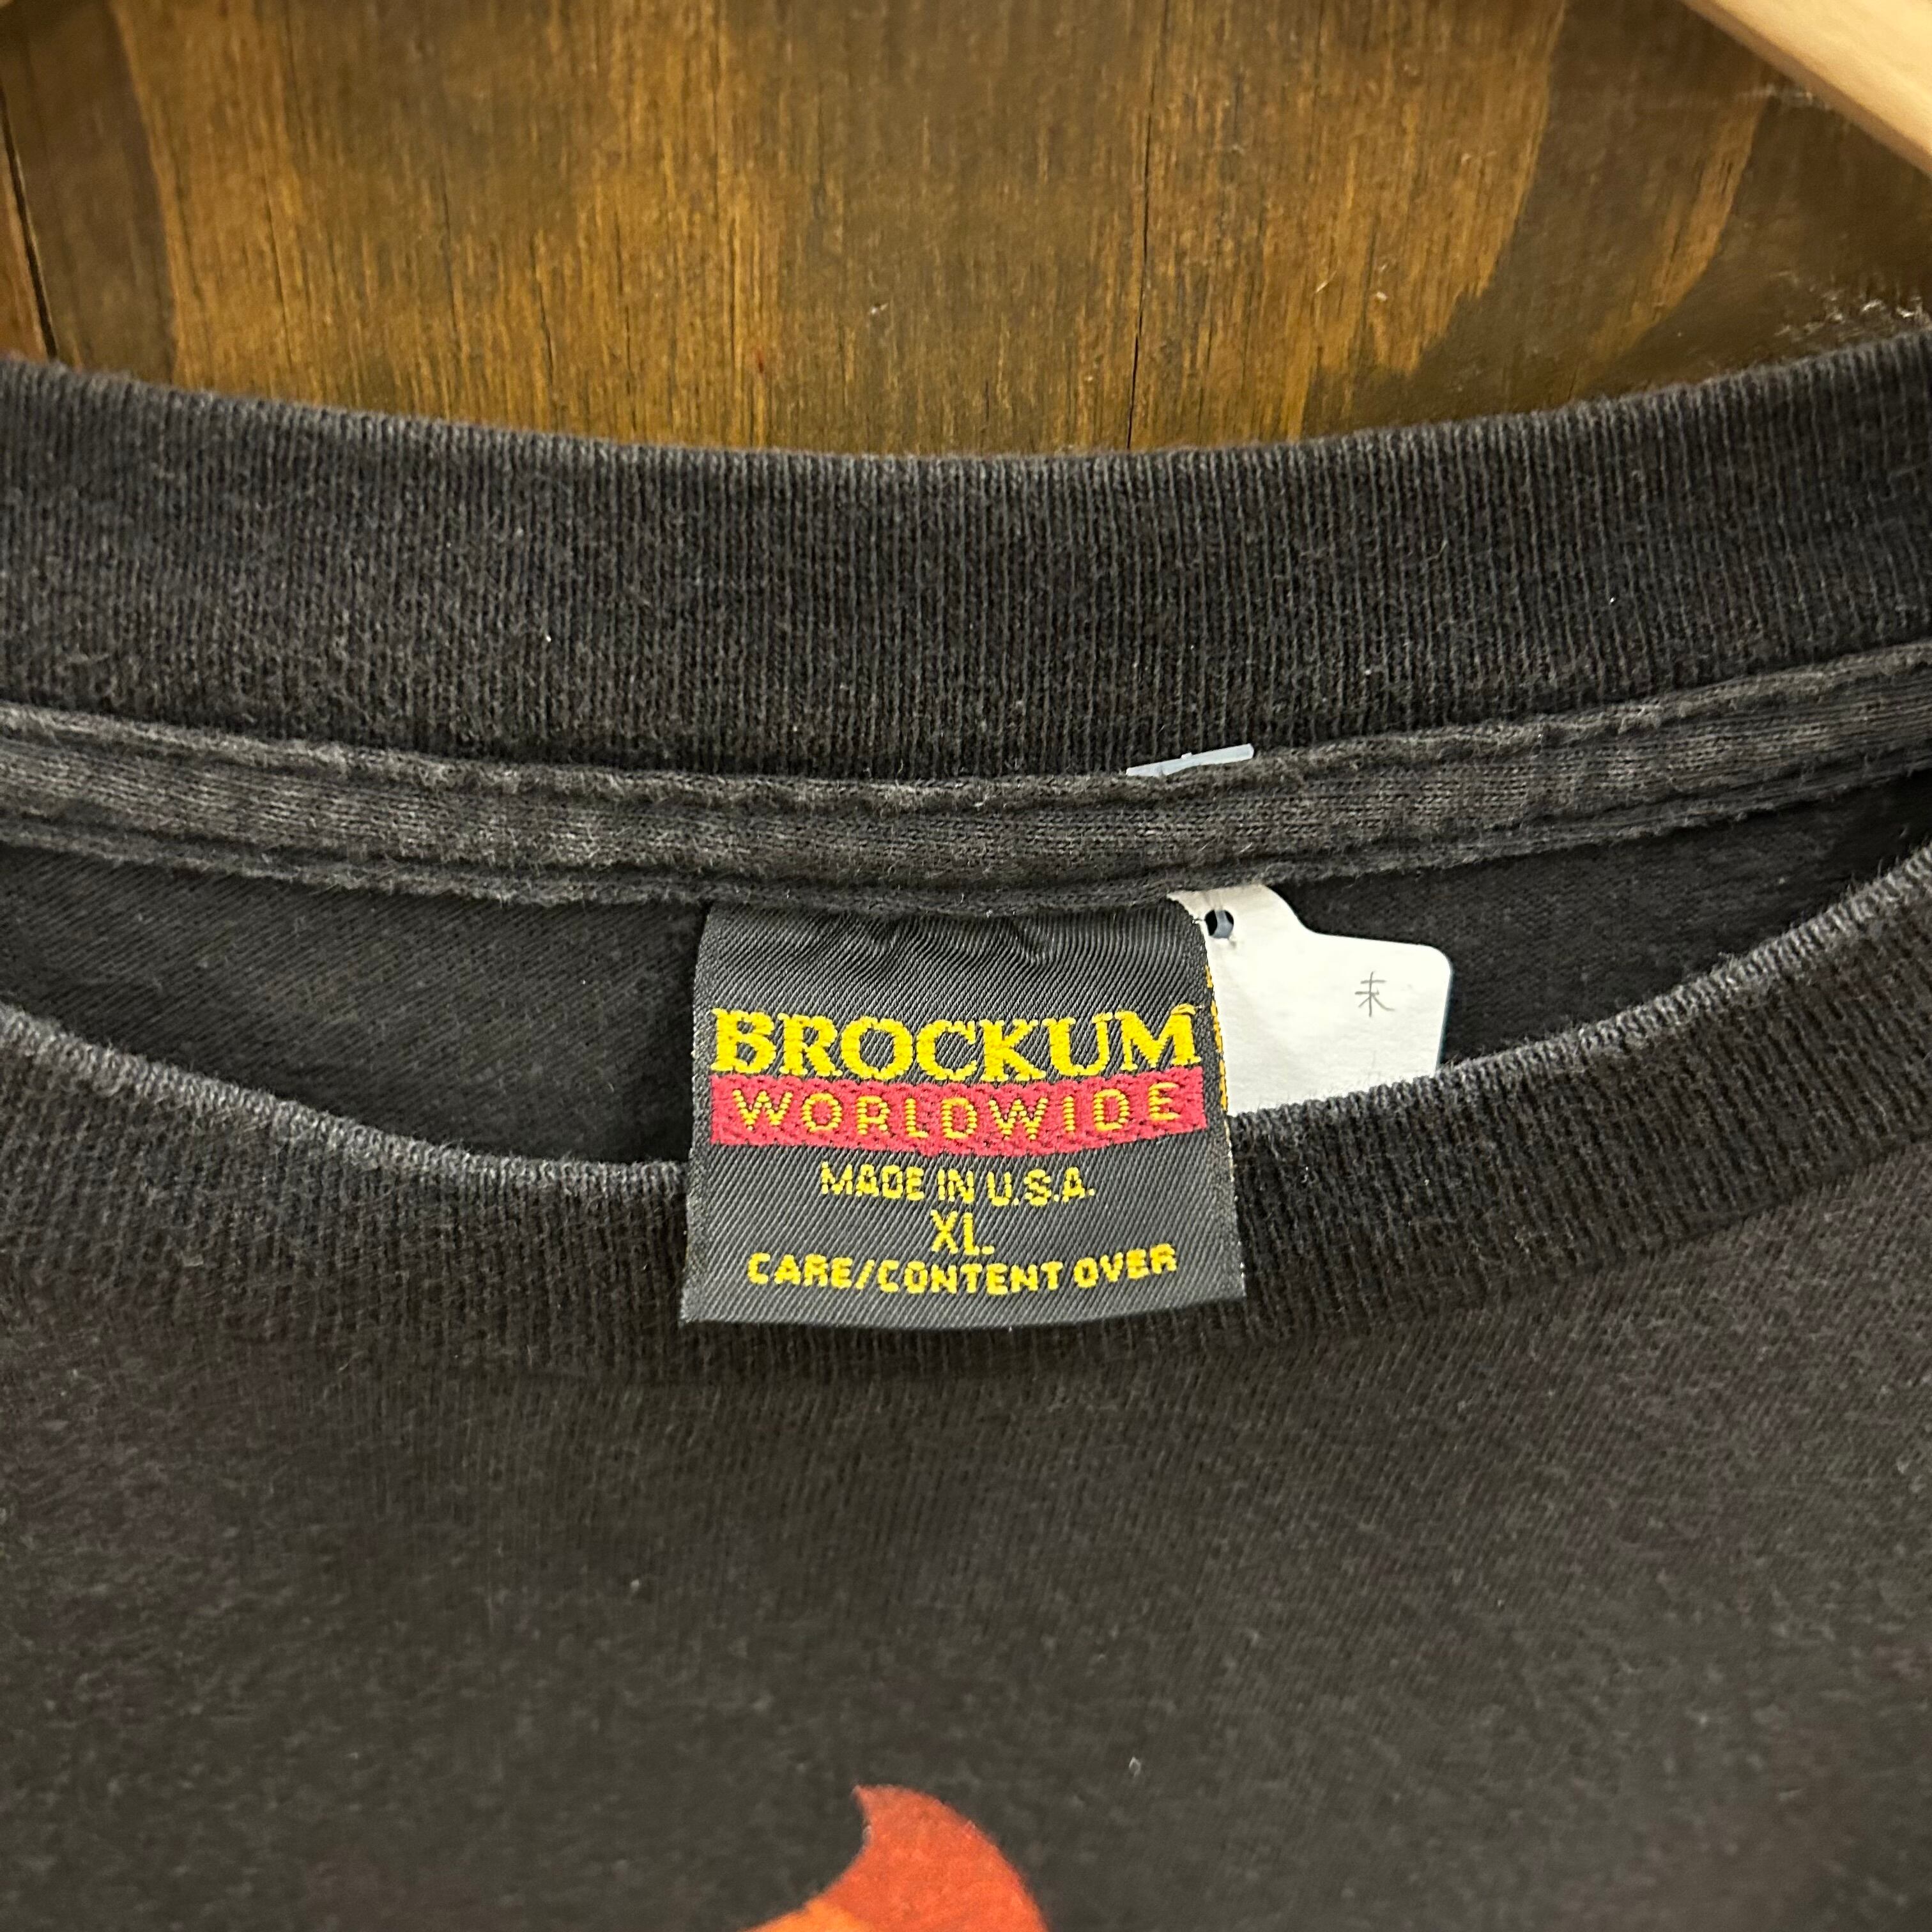 BROCKUM
WORLDWIDE
MADE IN U.S.A.
XL.
CARE/CONTENT OVER